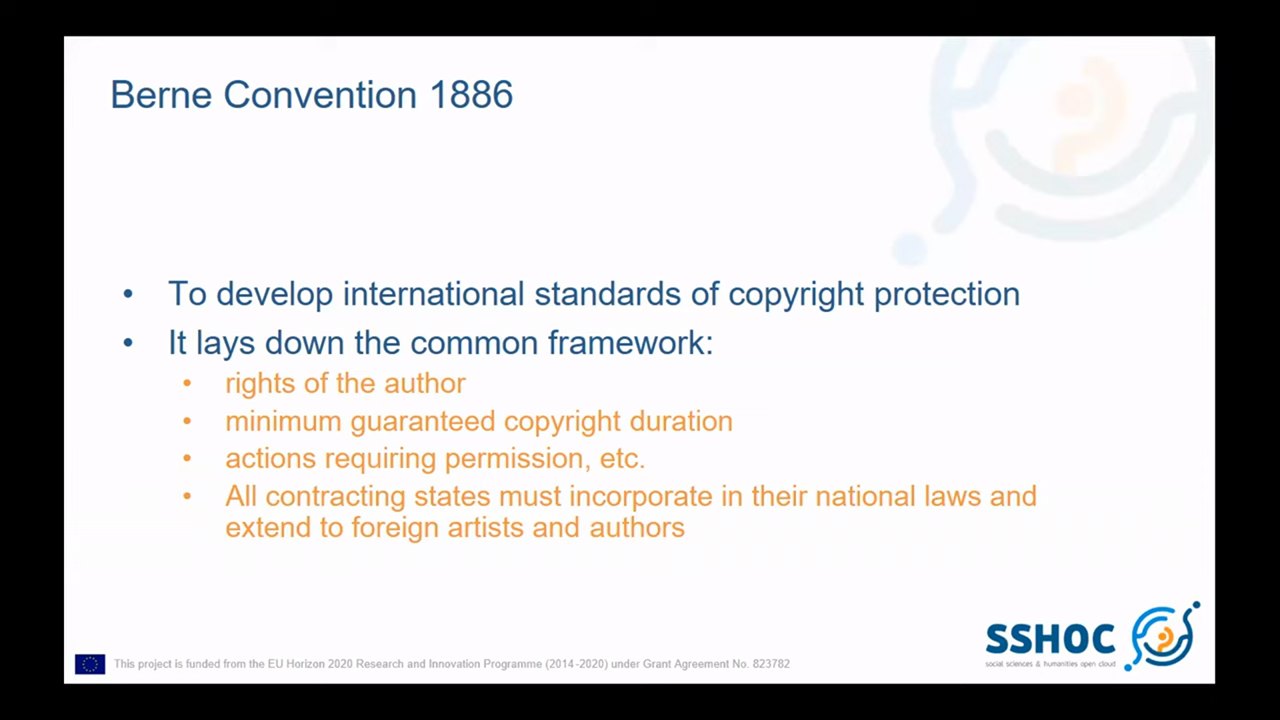 Berne Convention 1886
• To develop international standards of copyright protection
• It lays down the common framework:
• rights of the author
• minimum guaranteed copyright duration
• actions requiring permission, etc.
• All contracting states must incorporate in their national laws and
extend to foreign artists and authors
SSHOC
social sciences & humanities open cloud
This project is funded from the EU Horizon 2020 Research and Innovation Programme (2014-2020) under Grant Agreement No. 823782